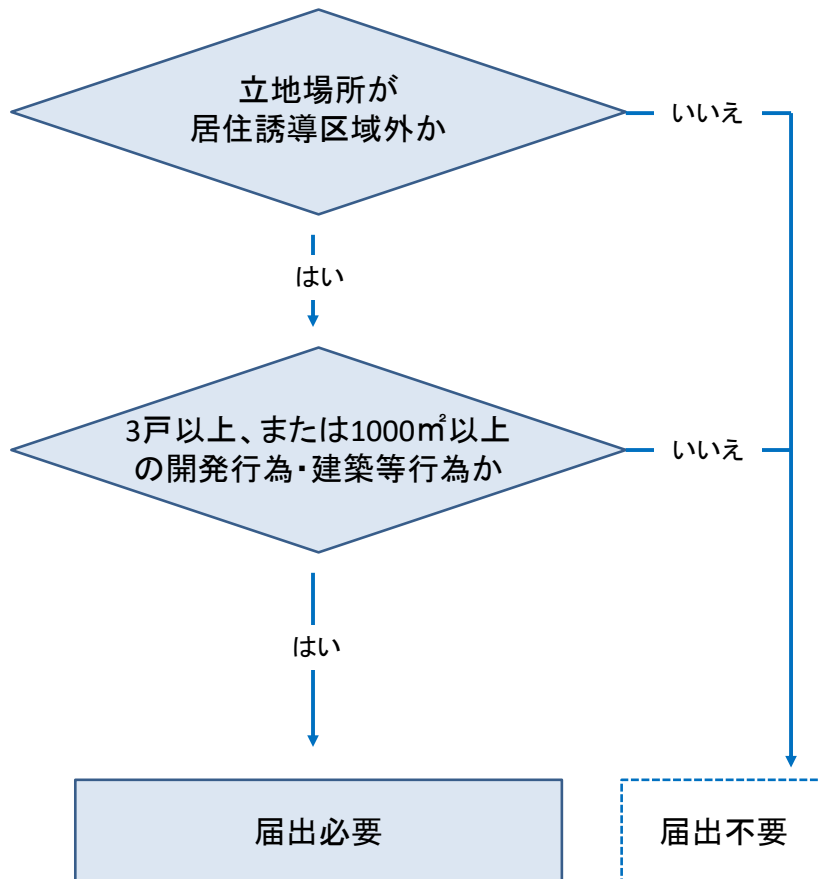 立地場所が
居住誘導区域外か
いいえ
はい
3戸以上、または1000㎡以上
の開発行為・建築等行為か
いいえ
はい
届出必要
届出不要